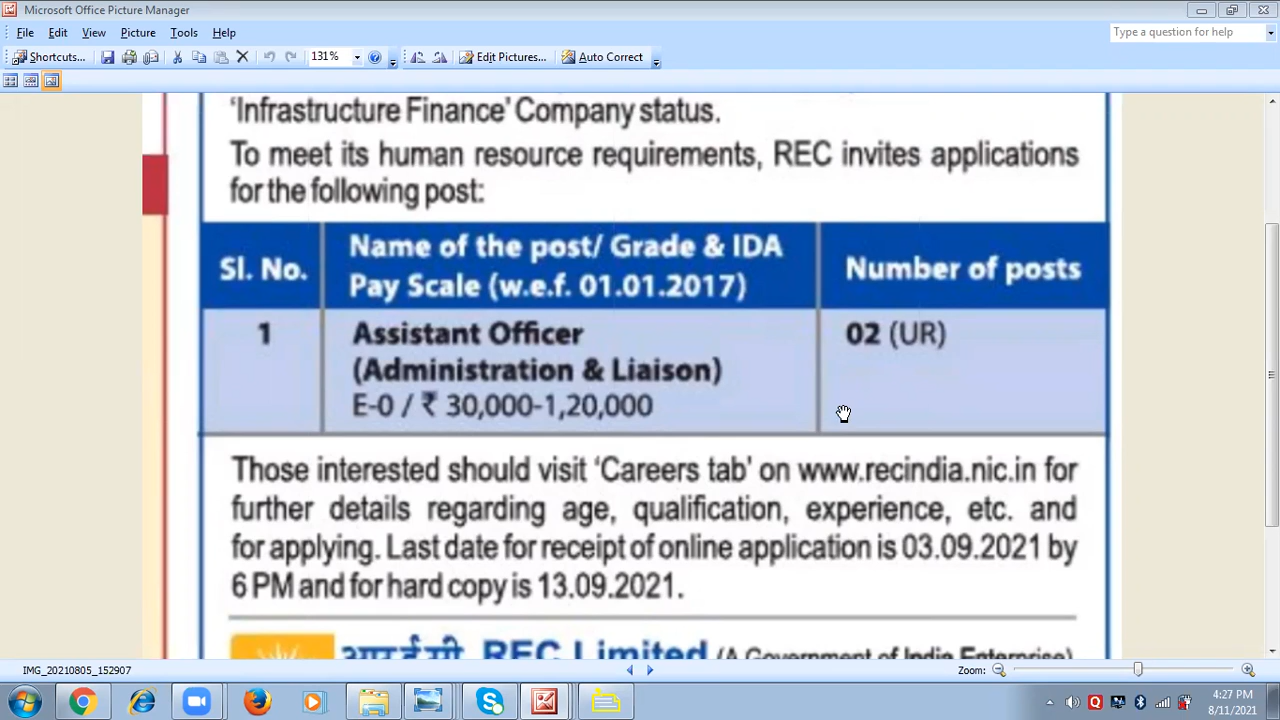 Microsoft Office Picture Manager
File Edit View Picture Tools Help
Type a question for help
Shortcuts... 131% Edit Pictures... Auto Correct
'Infrastructure Finance' Company status.
To meet its human resource requirements, REC invites applications
for the following post:
Sl. No.
Name of the post/ Grade & IDA
Pay Scale (w.e.f. 01.01.2017)
Number of posts
1
Assistant Officer
(Administration & Liaison)
E-0 / ₹ 30,000-1,20,000
02 (UR)
Those interested should visit 'Careers tab' on www.recindia.nic.in for
further details regarding age, qualification, experience, etc. and
for applying. Last date for receipt of online application is 03.09.2021 by
6 PM and for hard copy is 13.09.2021.
आर ई सी REC Limited (A Government of India Enterprise)
IMG_20210805_152907
Zoom:
4:27 PM
8/11/2021